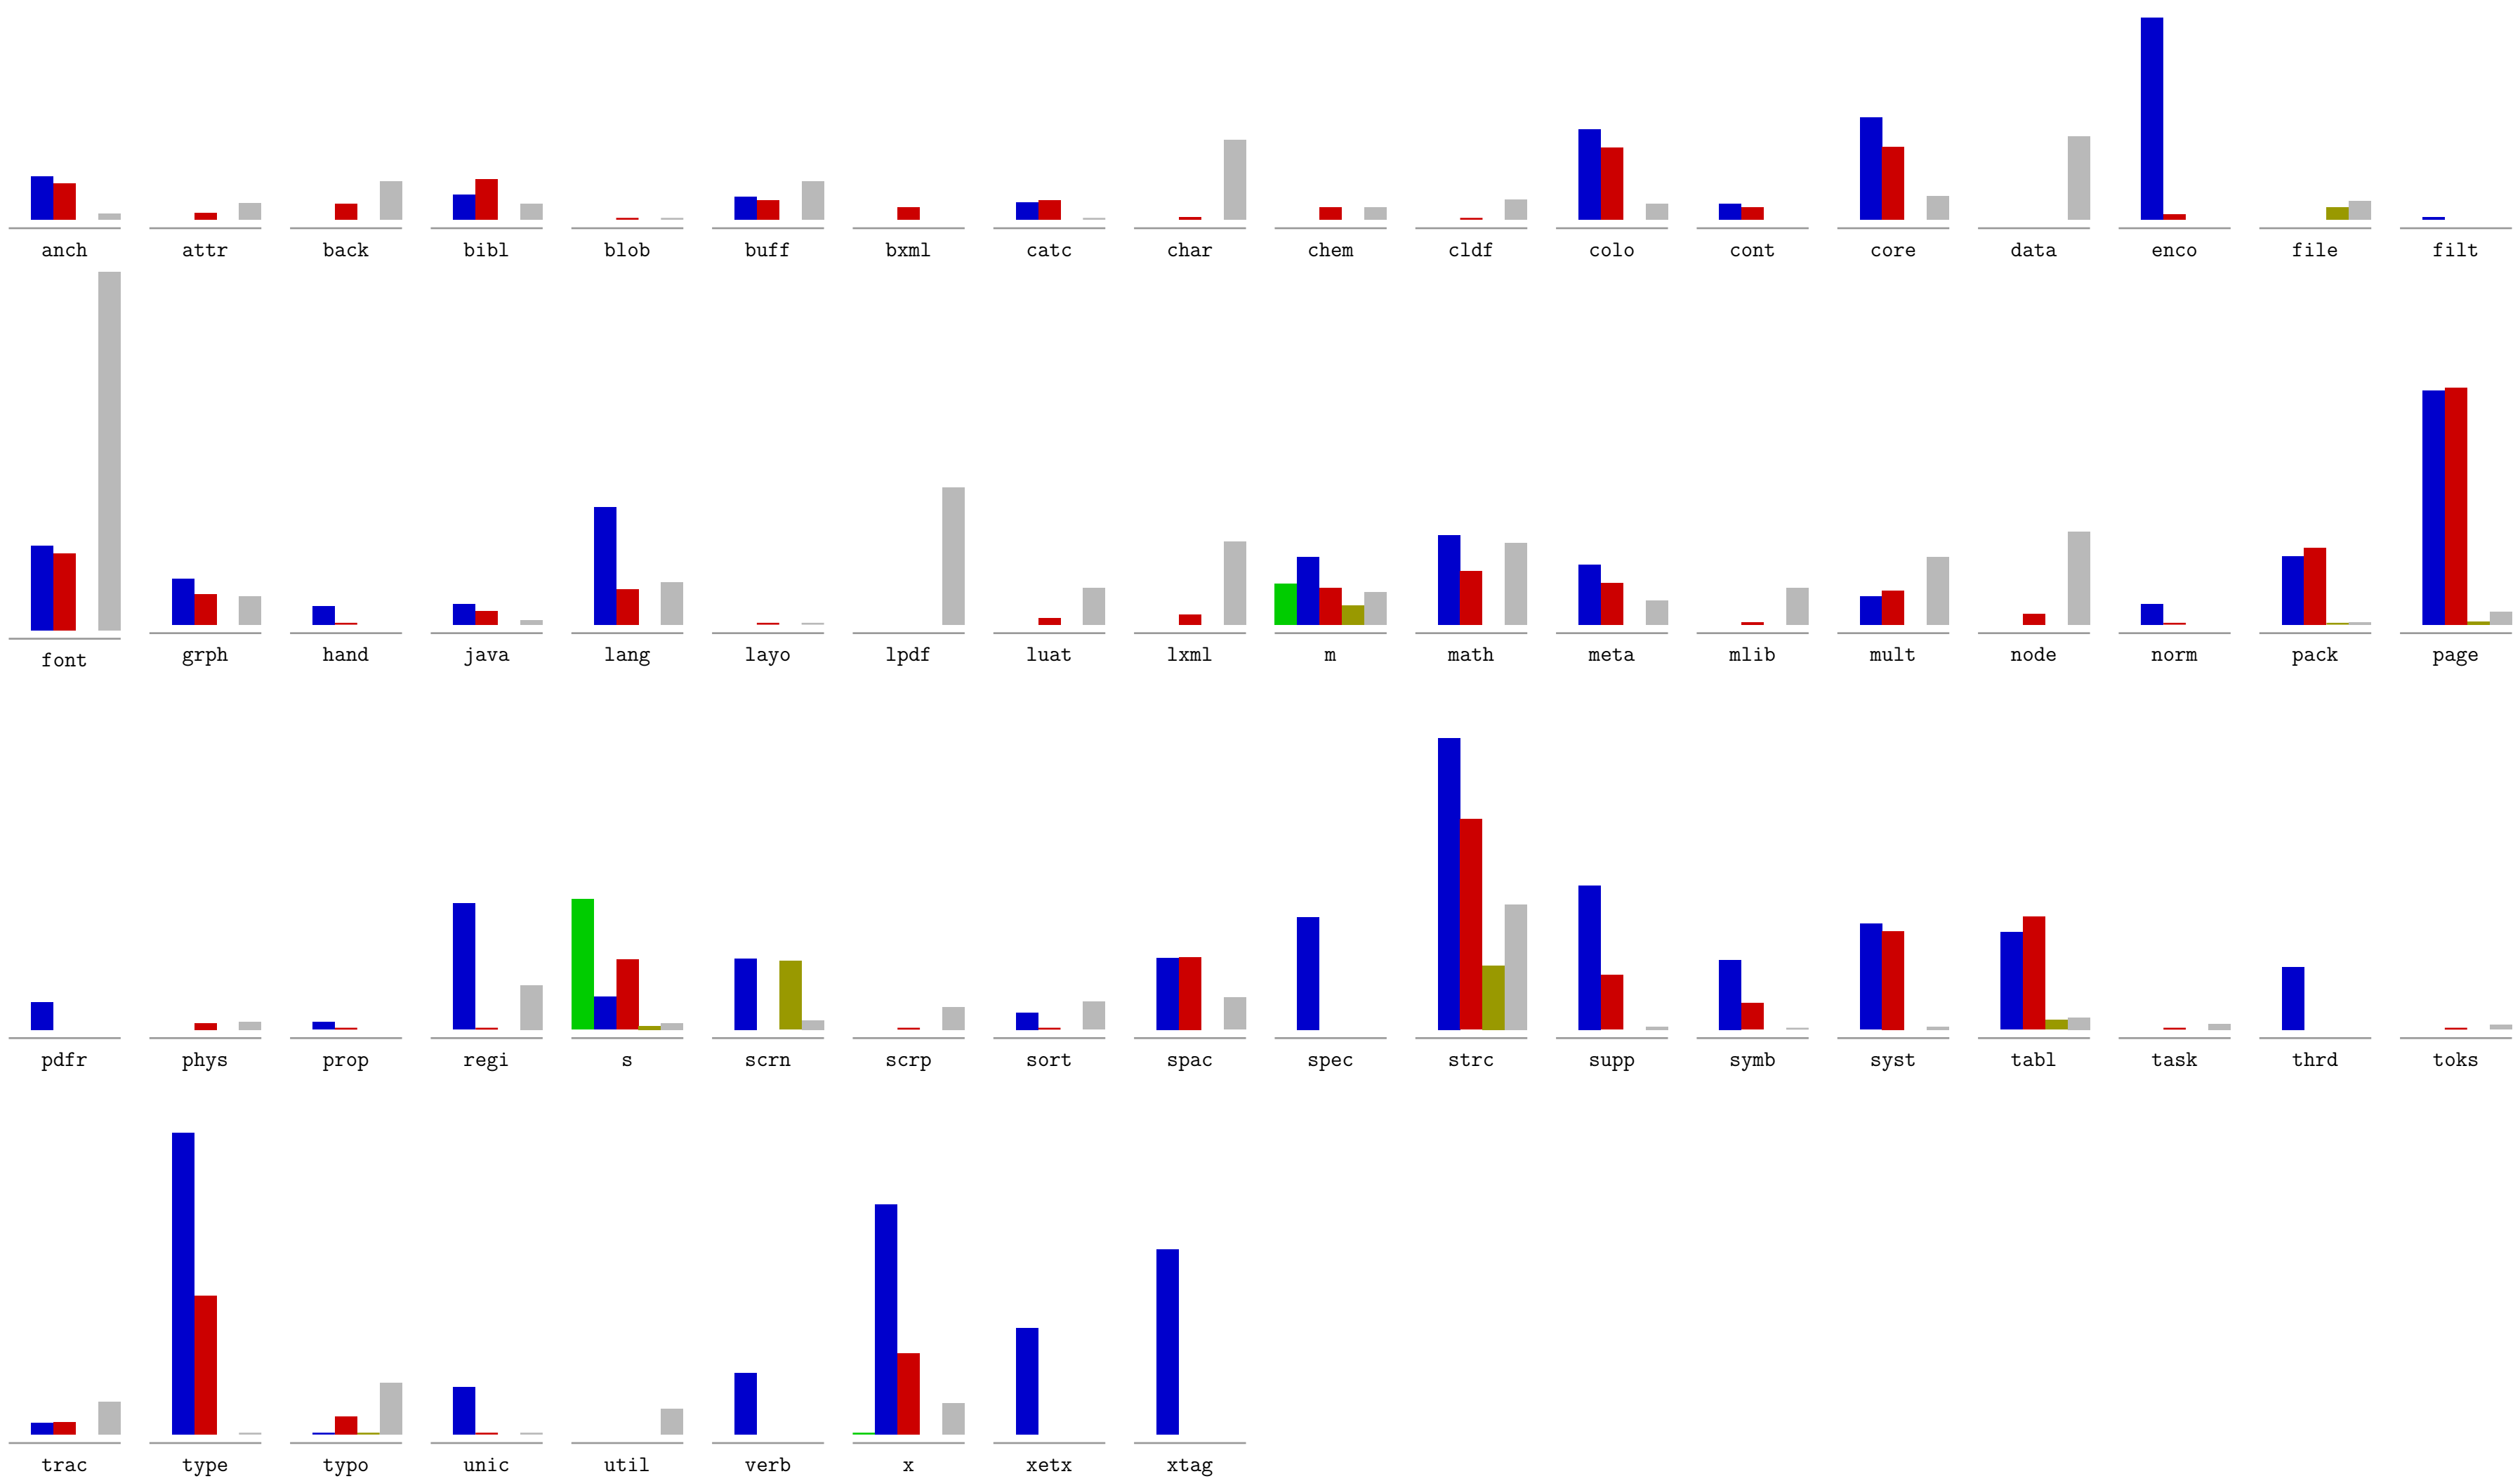 anch attr back bibl blob buff bxml catc char chem cldf colo cont core data enco file filt
font grph hand java lang layo lpdf luat lxml m math meta mlib mult node norm pack page
pdfr phys prop regi s scrn scrp sort spac spec strc supp symb syst tabl task thrd toks
trac type typo unic util verb x xetx xtag